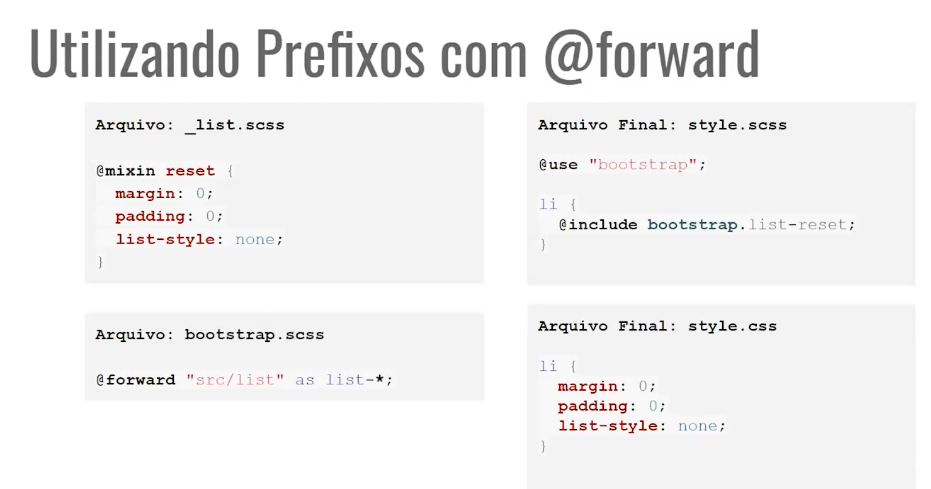 Utilizando Prefixos com @forward
Arquivo: _list.scss
@mixin reset {
margin: 0;
padding: 0;
list-style: none;
}
Arquivo: bootstrap.scss
@forward "src/list" as list-*;
Arquivo Final: style.scss
@use "bootstrap";
li {
@include bootstrap.list-reset;
}
Arquivo Final: style.css
li {
margin: 0;
padding: 0;
list-style: none;
}